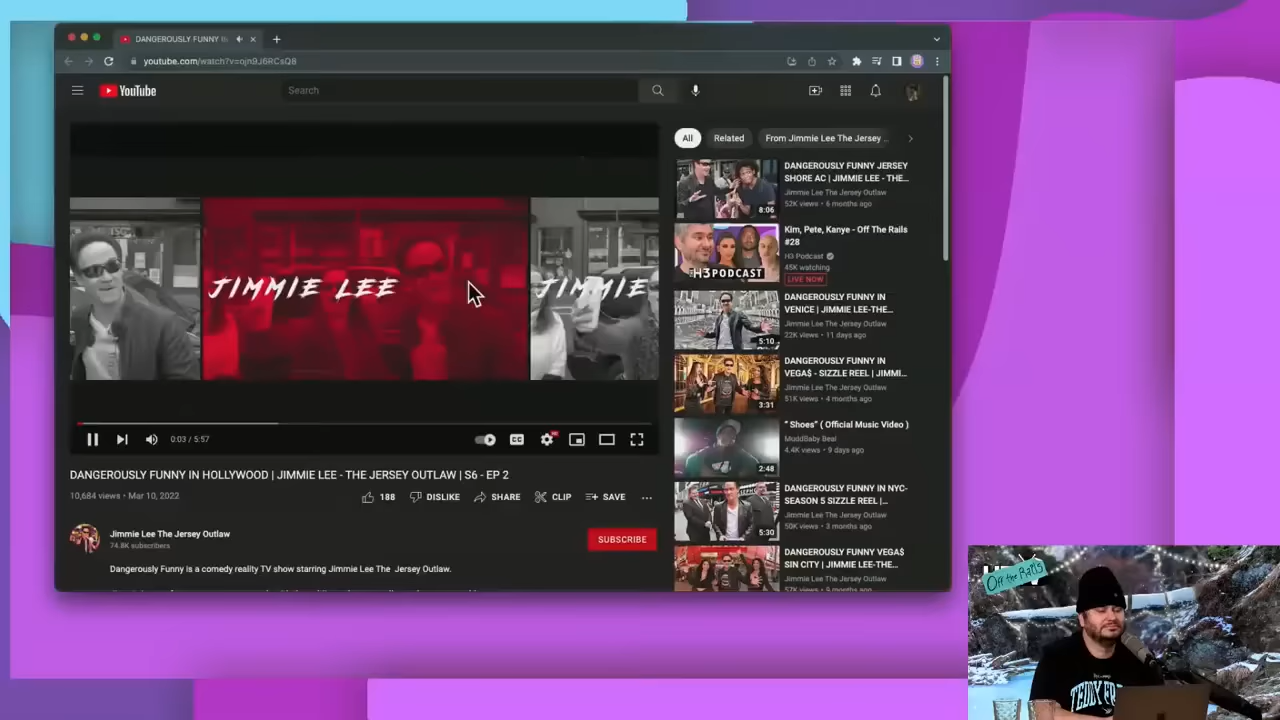 DANGEROUSLY FUNNY
youtube.com/watch?v=ojn9J6RCsQ8
YouTube
Search
All
Related
From Jimmie Lee The Jersey ...
JIMMIE LEE
JIMMIE
0:03 / 5:57
CC
DANGEROUSLY FUNNY IN HOLLYWOOD | JIMMIE LEE - THE JERSEY OUTLAW | S6 - EP 2
10,684 views • Mar 10, 2022
188
DISLIKE
SHARE
CLIP
SAVE
Jimmie Lee The Jersey Outlaw
74.8K subscribers
SUBSCRIBE
Dangerously Funny is a comedy reality TV show starring Jimmie Lee The Jersey Outlaw.
8:06
DANGEROUSLY FUNNY JERSEY
SHORE AC | JIMMIE LEE - THE...
Jimmie Lee The Jersey Outlaw
52K views • 6 months ago
H3PODCAST
Kim, Pete, Kanye - Off The Rails
#28
H3 Podcast
45K watching
LIVE NOW
5:10
DANGEROUSLY FUNNY IN
VENICE | JIMMIE LEE-THE...
Jimmie Lee The Jersey Outlaw
22K views • 11 days ago
3:31
DANGEROUSLY FUNNY IN
VEGA$ - SIZZLE REEL | JIMMI...
Jimmie Lee The Jersey Outlaw
51K views • 4 months ago
2:48
" Shoes" ( Official Music Video )
MuddBaby Beal
4.4K views • 9 days ago
5:30
DANGEROUSLY FUNNY IN NYC-
SEASON 5 SIZZLE REEL |...
Jimmie Lee The Jersey Outlaw
50K views • 3 months ago
DANGEROUSLY FUNNY VEGA$
SIN CITY | JIMMIE LEE-THE...
Jimmie Lee The Jersey Outlaw
Off the Rails
TEDDY FR